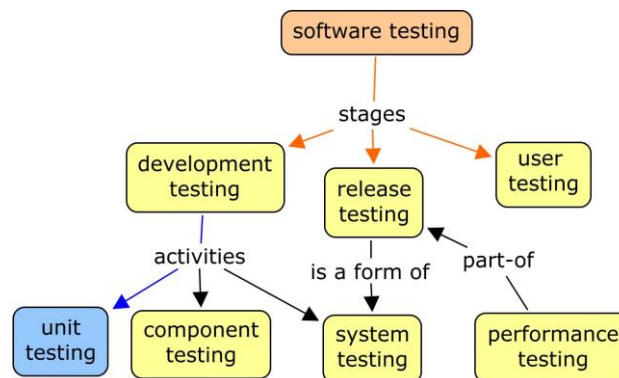 software testing
stages
development
testing
release
testing
user
testing
activities
is a form of
part-of
unit
testing
component
testing
system
testing
performance
testing